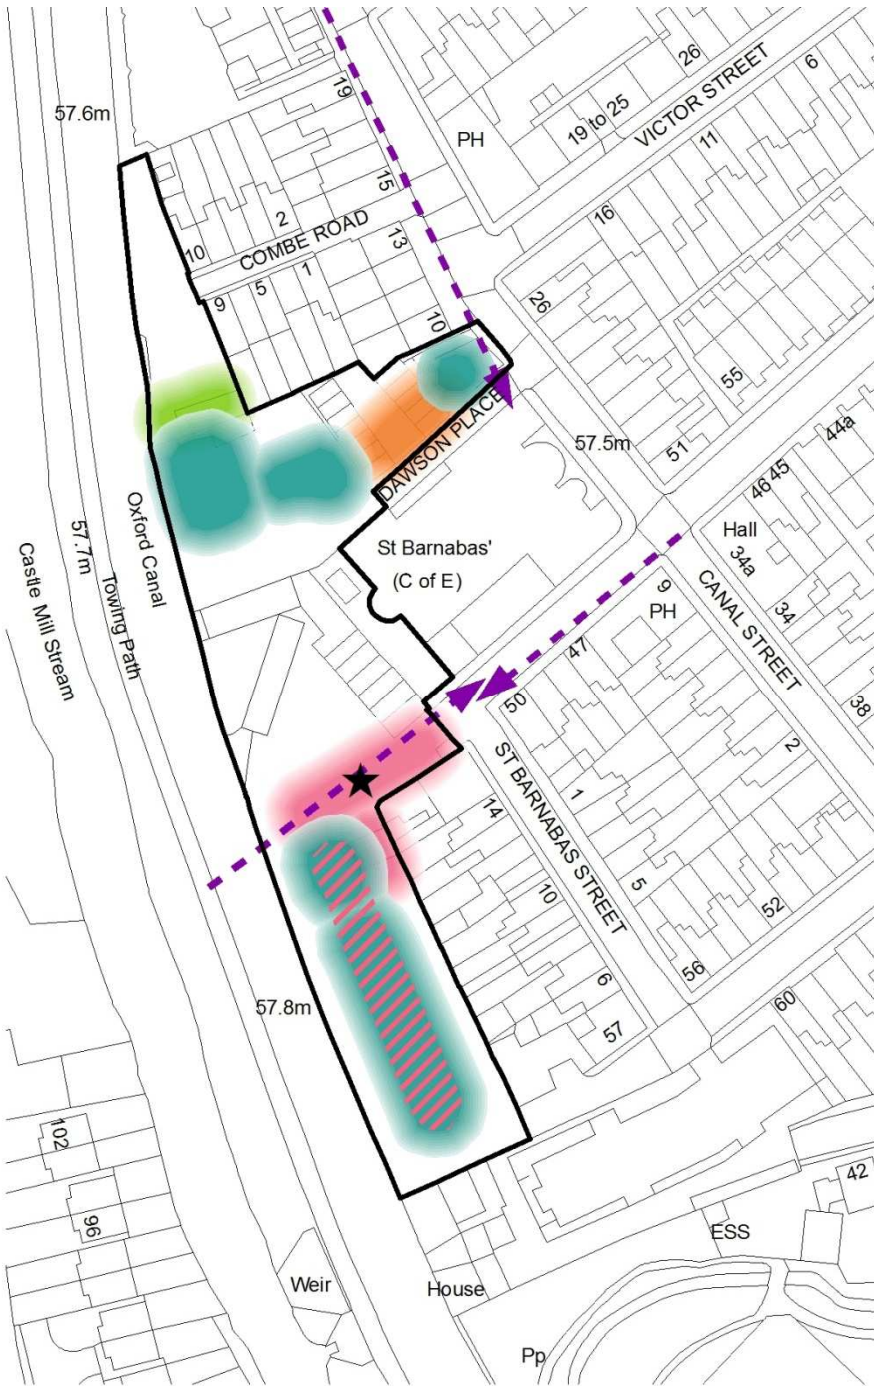 19
26
6
57.6m
PH
19 to 25
VICTOR STREET
11
15
2
16
COMBE ROAD
13
10
1
5
9
26
10
55
DAWSON PLACE
57.5m
44a
51
46 45
Oxford Canal
57.7m
Hall
St Barnabas'
(C of E)
34a
Castle Mill Stream
Towing Path
9
CANAL STREET
34
PH
47
50
38
2
ST BARNABAS STREET
1
14
5
10
52
56
6
57.8m
60
57
102
42
96
ESS
Weir
House
Pp